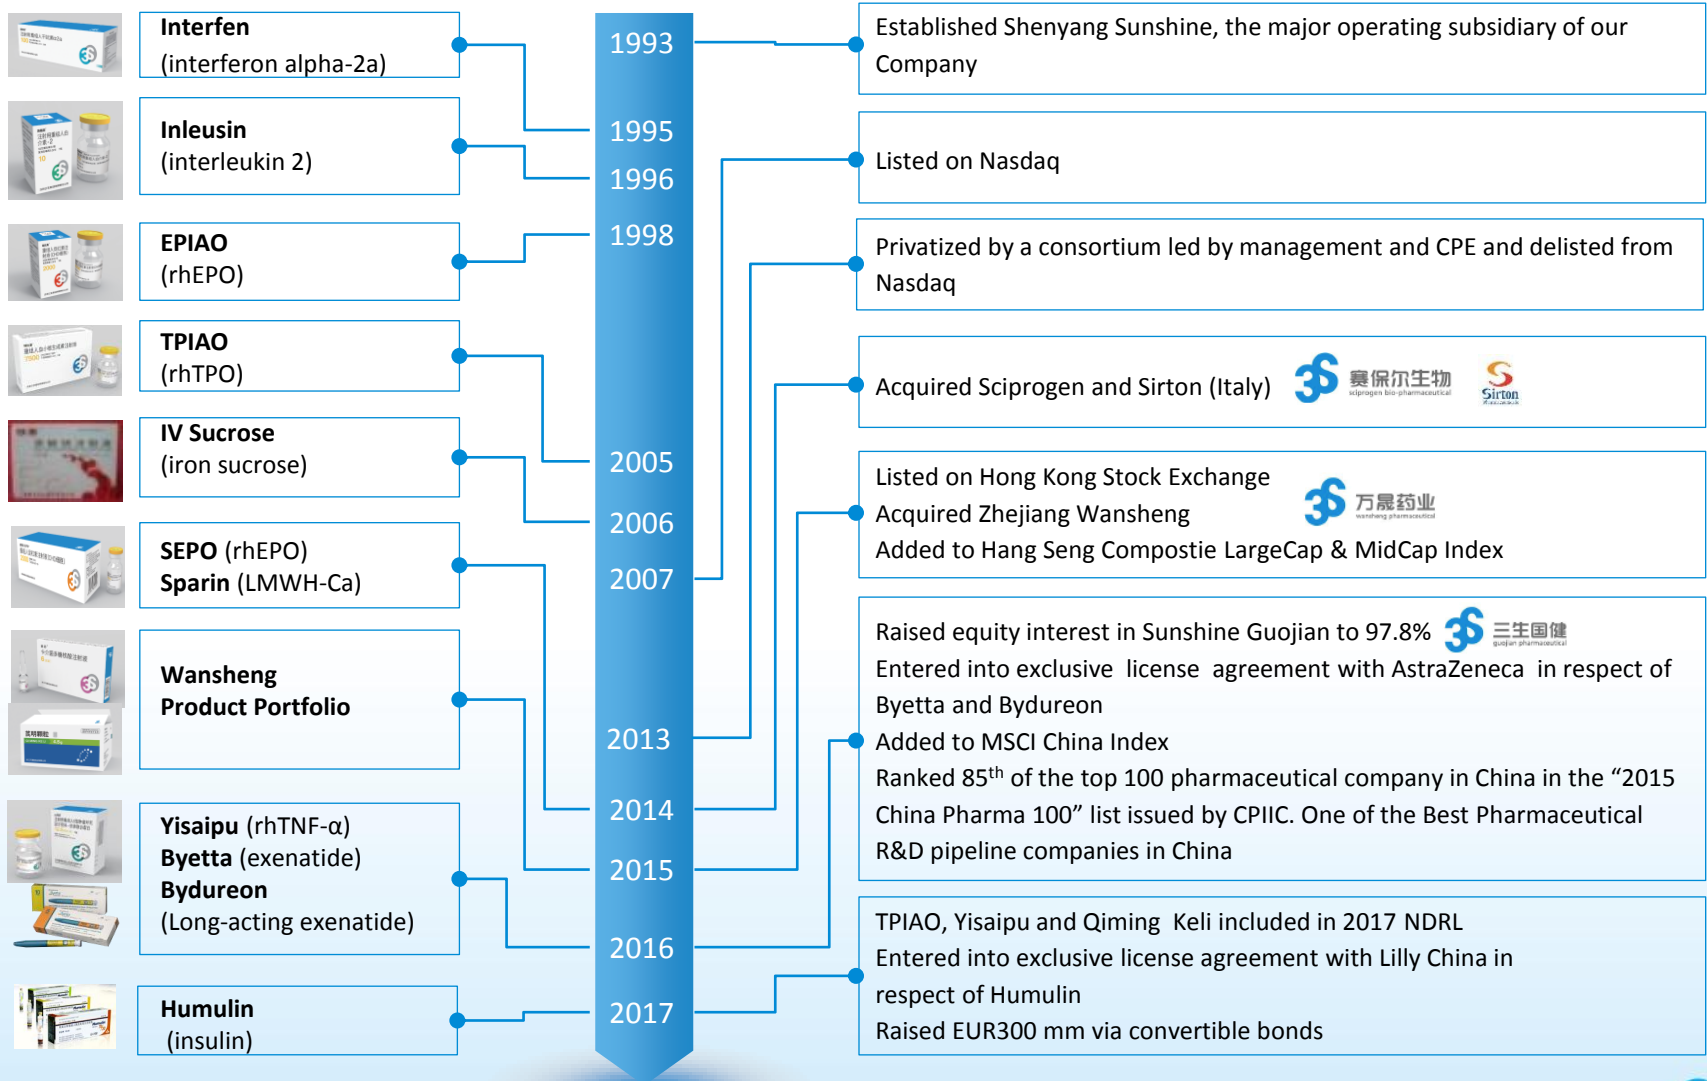 Interfen
(interferon alpha-2a)
Inleusin
(interleukin 2)
EPIAO
(rhEPO)
TPIAO
(rhTPO)
IV Sucrose
(iron sucrose)
SEPO (rhEPO)
Sparin (LMWH-Ca)
Wansheng
Product Portfolio
Yisaipu (rhTNF-α)
Byetta (exenatide)
Bydureon
(Long-acting exenatide)
Humulin
(insulin)
1993
1995
1996
1998
2005
2006
2007
2013
2014
2015
2016
2017
Established Shenyang Sunshine, the major operating subsidiary of our
Company
Listed on Nasdaq
Privatized by a consortium led by management and CPE and delisted from
Nasdaq
Acquired Sciprogen and Sirton (Italy)
3S 赛保尔生物
sciprogen bio-pharmaceutical
Sirton
Listed on Hong Kong Stock Exchange
Acquired Zhejiang Wansheng
3S 万晟药业
wansheng pharmaceutical
Added to Hang Seng Compostie LargeCap & MidCap Index
Raised equity interest in Sunshine Guojian to 97.8%
3S 三生国健
guojian pharmaceutical
Entered into exclusive license agreement with AstraZeneca in respect of
Byetta and Bydureon
Added to MSCI China Index
Ranked 85th of the top 100 pharmaceutical company in China in the “2015
China Pharma 100” list issued by CPIIC. One of the Best Pharmaceutical
R&D pipeline companies in China
TPIAO, Yisaipu and Qiming Keli included in 2017 NDRL
Entered into exclusive license agreement with Lilly China in
respect of Humulin
Raised EUR300 mm via convertible bonds